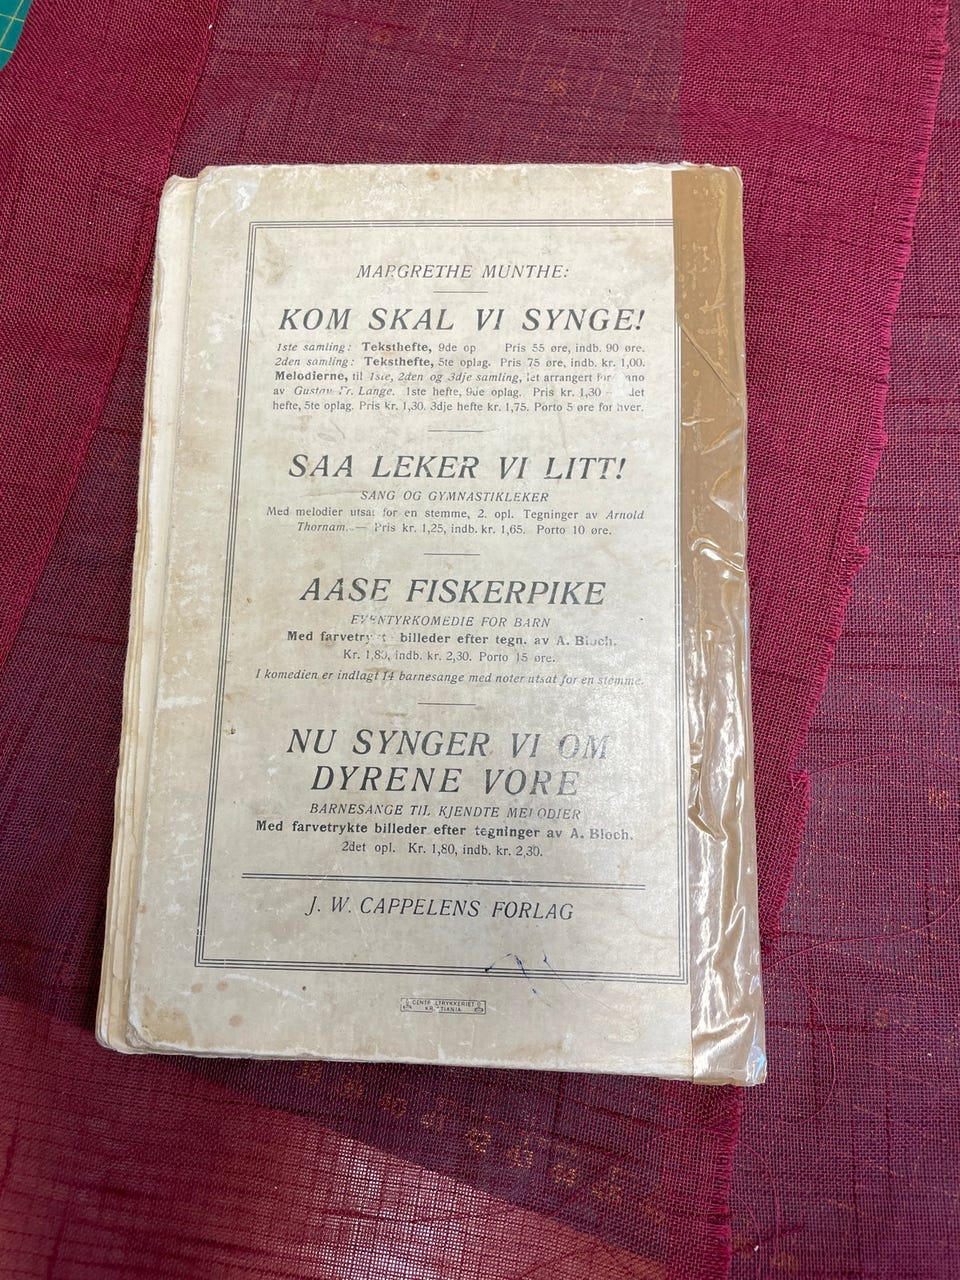 MARGRETHE MUNTHE:
KOM SKAL VI SYNGE!
1ste samling: Teksthefte, 9de op Pris 55 øre, indb. 90 øre.
2den samling: Teksthefte, 5te oplag. Pris 75 øre, indb. kr. 1,00.
Melodierne, til 1ste, 2den og 3dje samling, let arrangert for
av Gustav Fr. Lange. 1ste hefte, 9de oplag. Pris kr. 1,30 –
hefte, 5te oplag. Pris kr. 1,30. 3dje hefte kr. 1,75. Porto 5 øre for hver.
SAA LEKER VI LITT!
SANG OG GYMNASTIKLEKER
Med melodier utsat for en stemme, 2. opl. Tegninger av Arnold
Thornam. — Pris kr. 1,25, indb. kr. 1,65. Porto 10 øre.
AASE FISKERPIKE
EVENTYRKOMEDIE FOR BARN
Med billeder efter tegn. av A. Bloch.
Kr. 1,80, indb. kr. 2,30. Porto 15 øre.
I komedien er indlagt 14 barnesange med noter utsat for en stemme.
NU SYNGER VI OM
DYRENE VORE
BARNESANGE TIL KJENDTE MELODIER
Med farvetrykte billeder efter tegninger av A. Bloch.
2det opl. Kr. 1,80, indb. kr. 2,30.
J. W. CAPPELENS FORLAG